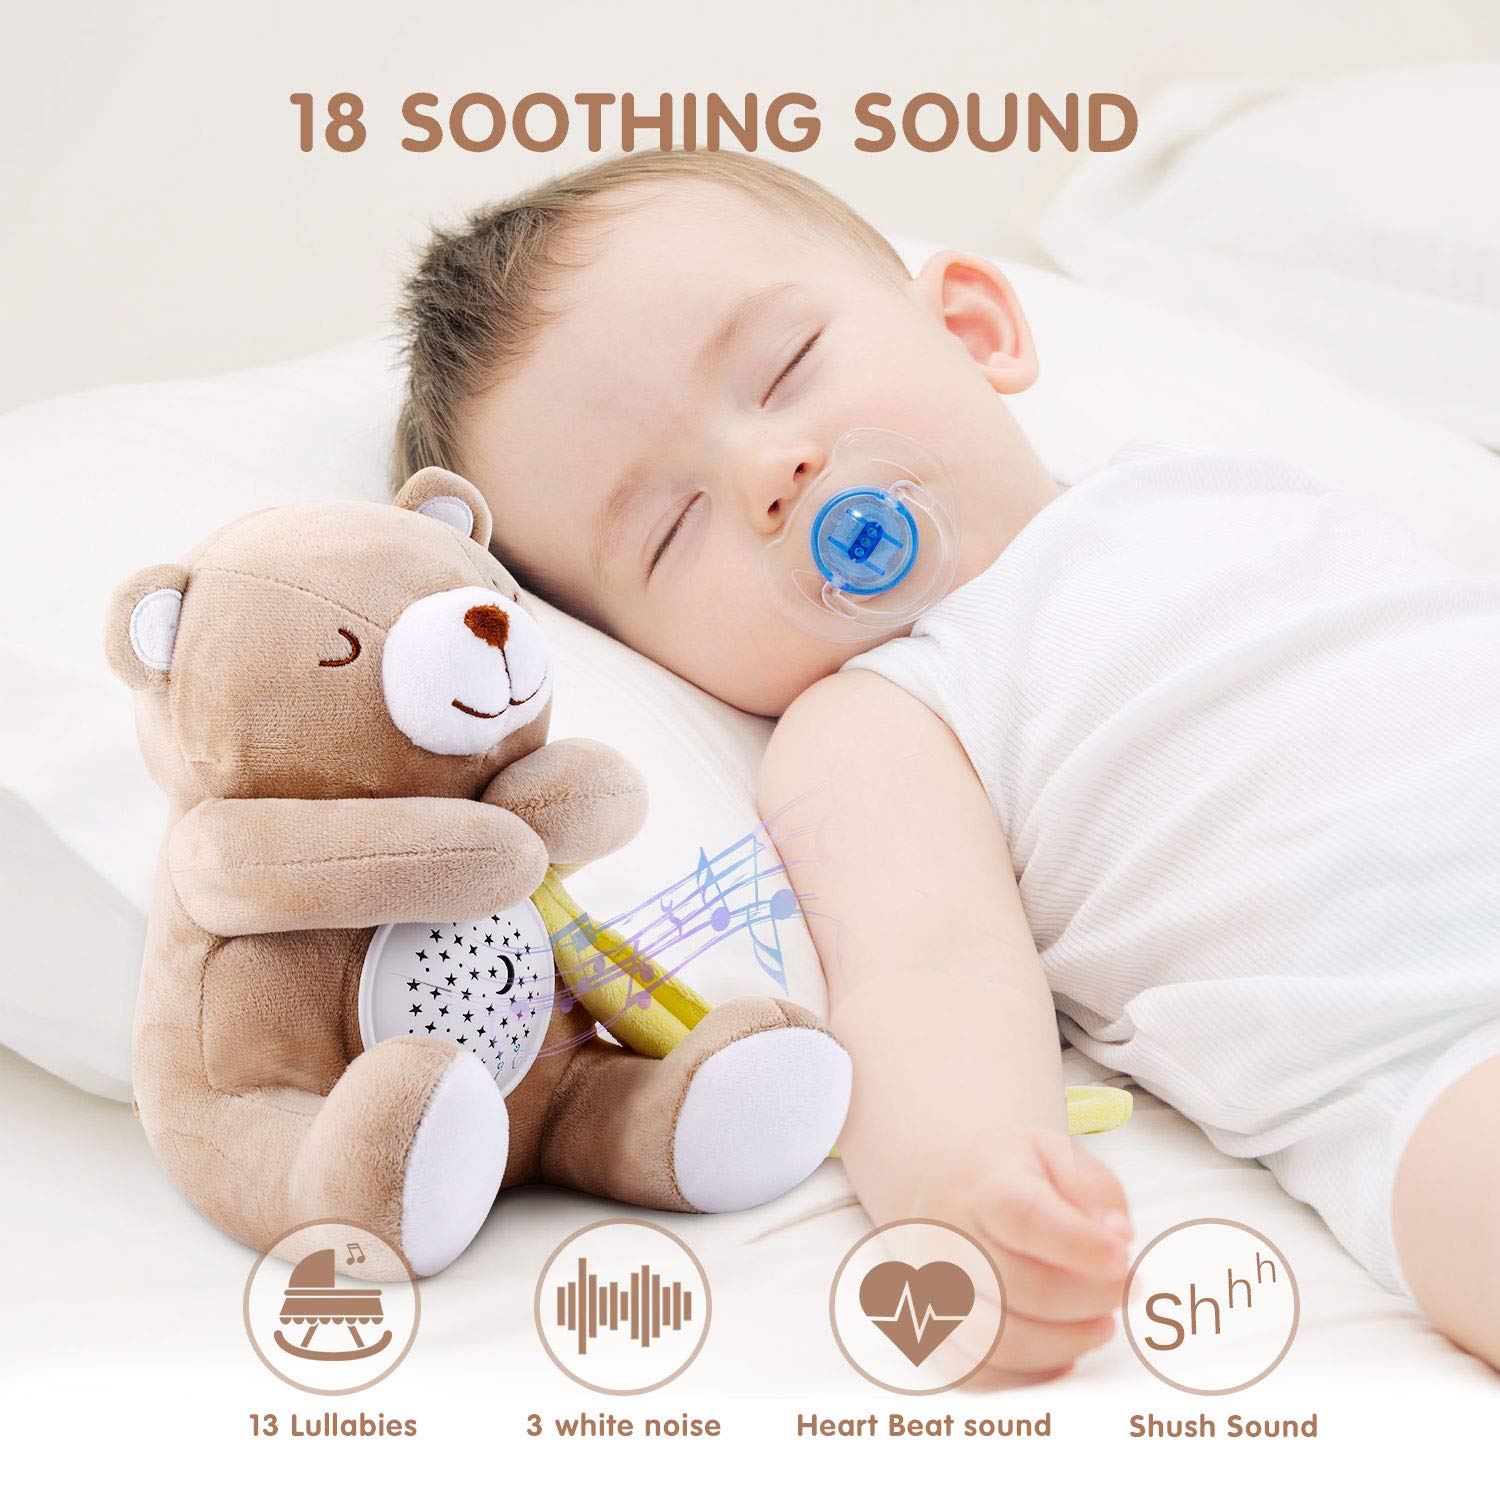 18 SOOTHING SOUND
Shhh
13 Lullabies
3 white noise
Heart Beat sound
Shush Sound